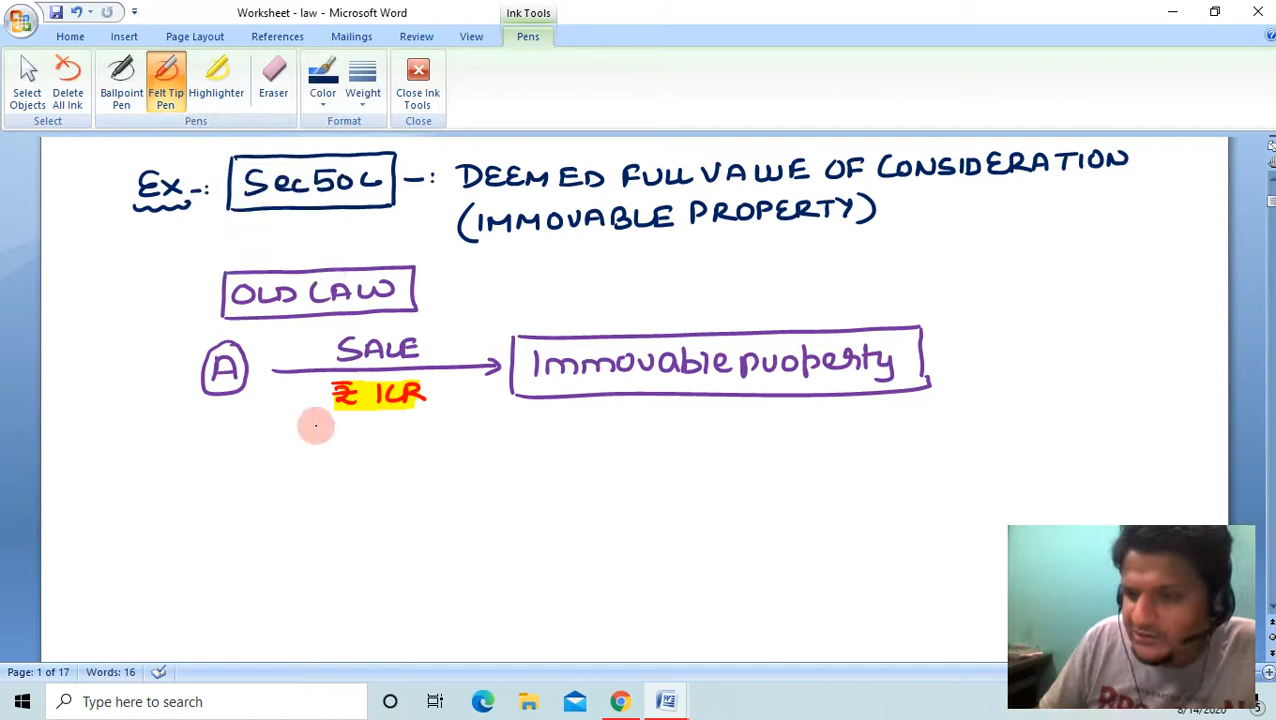 Worksheet - law - Microsoft Word
Ink Tools
Home Insert Page Layout References Mailings Review View Pens
Select Objects
Delete All Ink
Ballpoint Pen
Felt Tip Pen
Highlighter
Eraser
Color
Weight
Close Ink Tools
Select Pens Format Close
Ex-: Sec 50C -: DEEMED FULL VALUE OF CONSIDERATION
(IMMOVABLE PROPERTY)
OLD LAW
A SALE Immovable property
₹ 1CR
Page: 1 of 17 Words: 16
Type here to search
8/14/2020